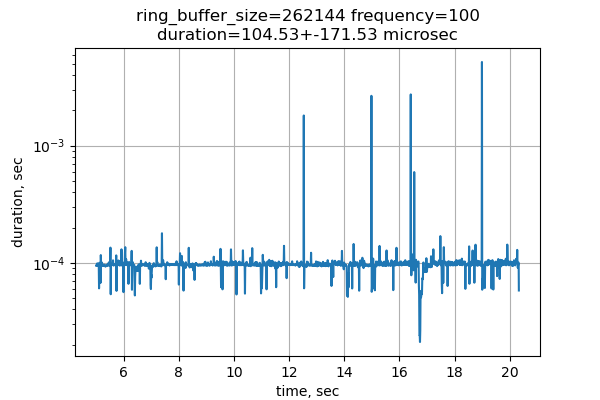 ring_buffer_size=262144 frequency=100
duration=104.53+-171.53 microsec
10⁻³
10⁻⁴
duration, sec
6 8 10 12 14 16 18 20
time, sec